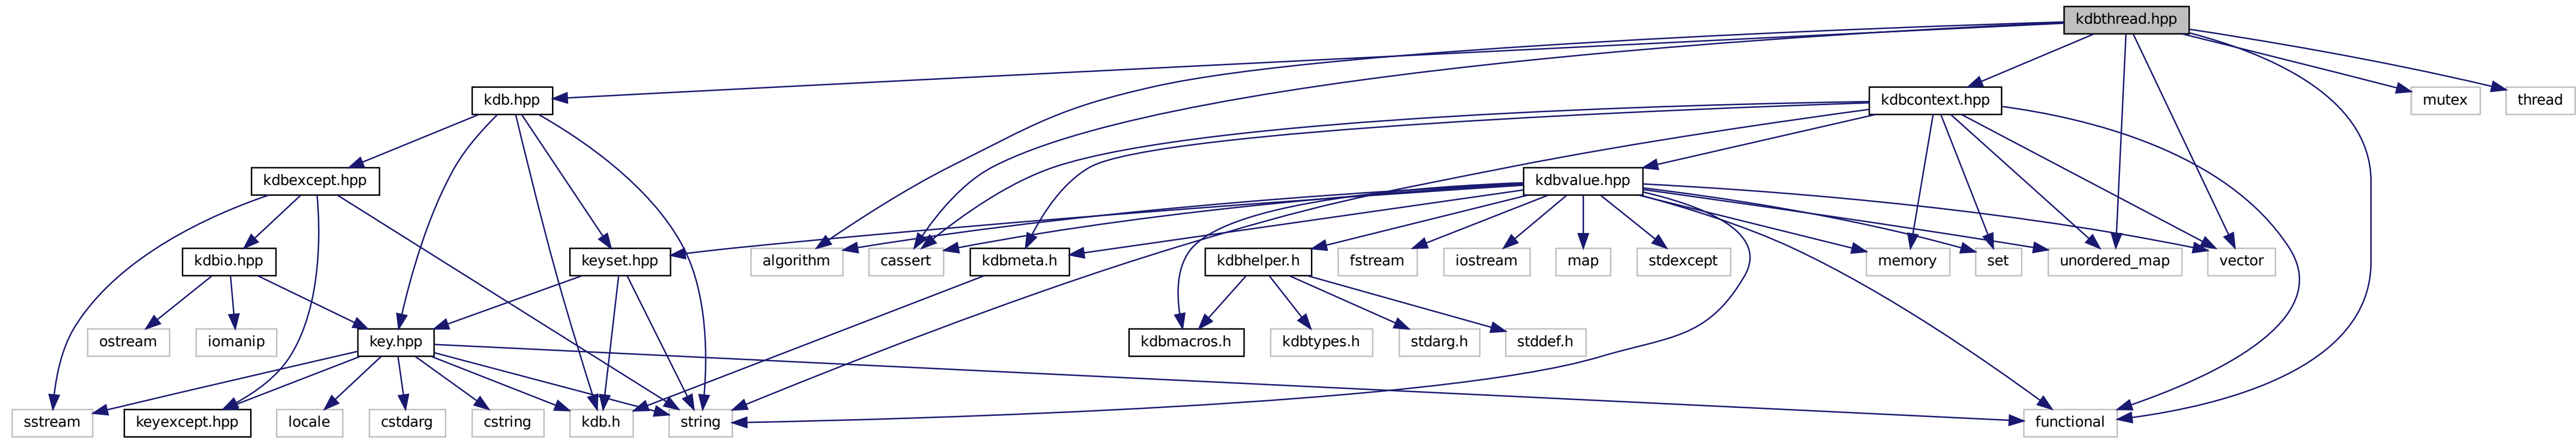 kdbthread.hpp
kdb.hpp
kdbcontext.hpp
mutex
thread
kdbexcept.hpp
kdbvalue.hpp
kdbio.hpp
keyset.hpp
algorithm
cassert
kdbmeta.h
kdbhelper.h
fstream
iostream
map
stdexcept
memory
set
unordered_map
vector
ostream
iomanip
key.hpp
kdbmacros.h
kdbtypes.h
stdarg.h
stddef.h
sstream
keyexcept.hpp
locale
cstdarg
cstring
kdb.h
string
functional